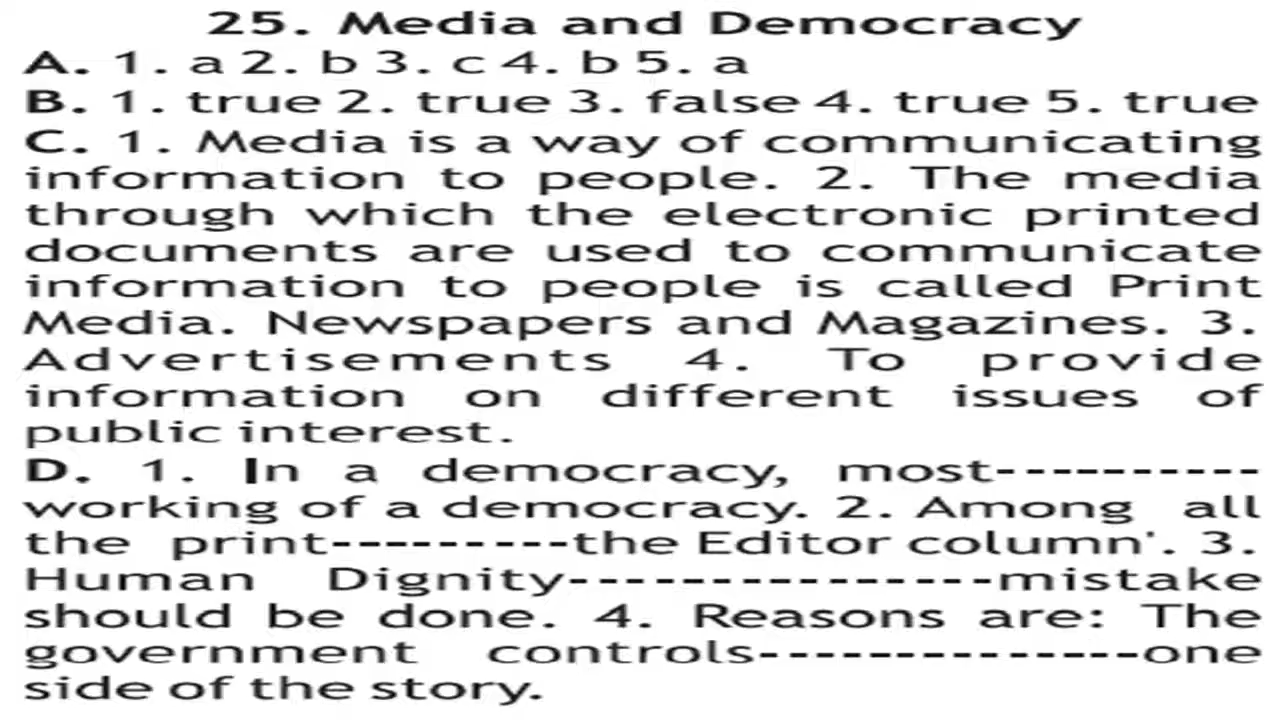 25. Media and Democracy
A. 1. a 2. b 3. c 4. b 5. a
B. 1. true 2. true 3. false 4. true 5. true
C. 1. Media is a way of communicating
information to people. 2. The media
through which the electronic printed
documents are used to communicate
information to people is called Print
Media. Newspapers and Magazines. 3.
Advertisements 4. To provide
information on different issues of
public interest.
D. 1. In a democracy, most----------
working of a democracy. 2. Among all
the print---------the Editor column'. 3.
Human Dignity----------------mistake
should be done. 4. Reasons are: The
government controls--------------one
side of the story.